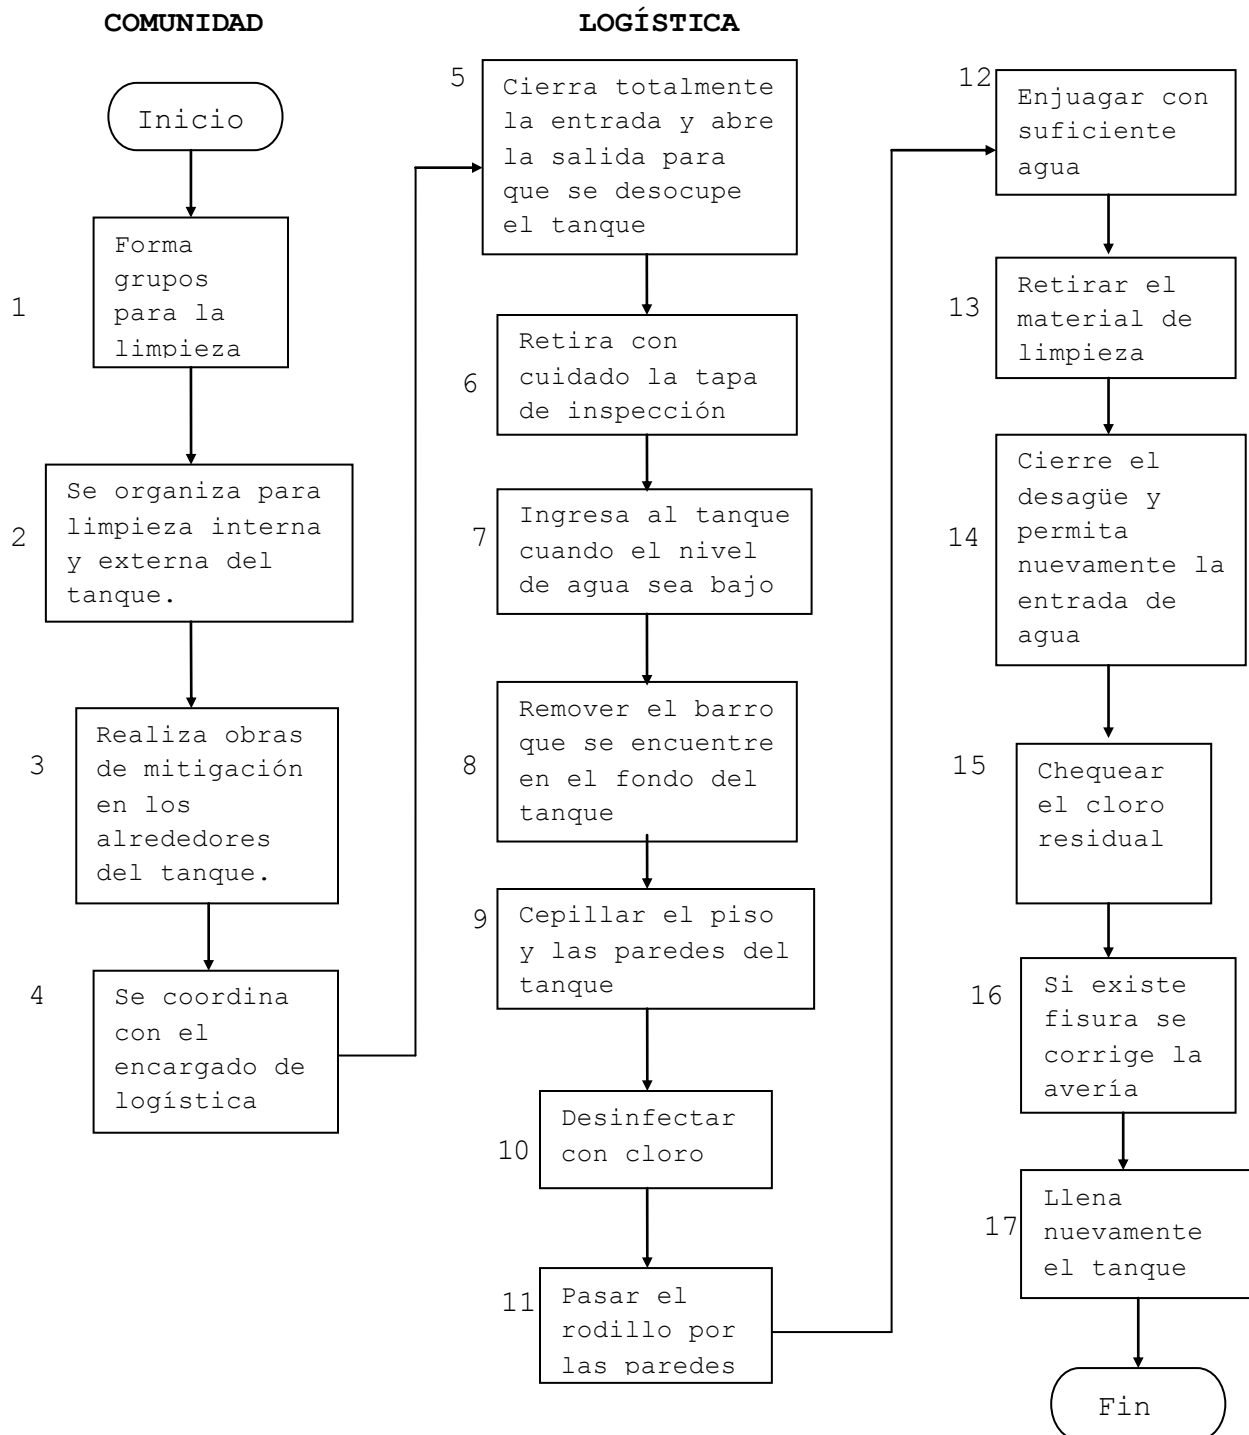 COMUNIDAD
Inicio
1
Forma
grupos
para la
limpieza
2
Se organiza para
limpieza interna
y externa del
tanque.
3
Realiza obras
de mitigación
en los
alrededores
del tanque.
4
Se coordina
con el
encargado de
logística
LOGÍSTICA
5
Cierra totalmente
la entrada y abre
la salida para
que se desocupe
el tanque
6
Retira con
cuidado la tapa
de inspección
7
Ingresa al tanque
cuando el nivel
de agua sea bajo
8
Remover el barro
que se encuentre
en el fondo del
tanque
9
Cepillar el piso
y las paredes del
tanque
10
Desinfectar
con cloro
11
Pasar el
rodillo por
las paredes
12
Enjuagar con
suficiente
agua
13
Retirar el
material de
limpieza
14
Cierre el
desagüe y
permita
nuevamente la
entrada de
agua
15
Chequear
el cloro
residual
16
Si existe
fisura se
corrige la
avería
17
Llena
nuevamente
el tanque
Fin